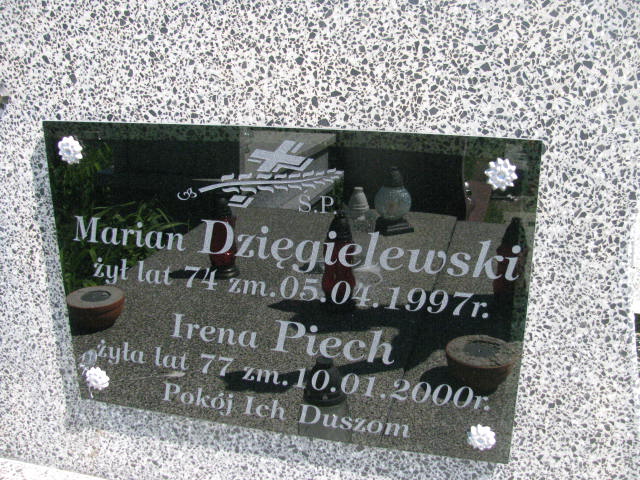 Ś.P.
Marian Dzięgielewski
żył lat 74 zm. 05.04.1997r.
Irena Piech
żyła lat 77 zm. 10.01.2000r.
Pokój Ich Duszom